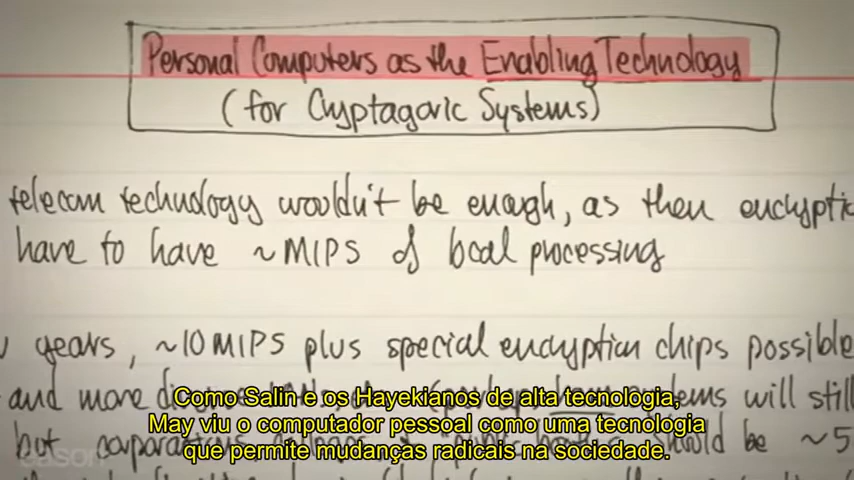 Personal Computers as the Enabling Technology
(for Cryptagoric Systems)
telecom technology wouldn't be enough, as then encryptic
have to have ~MIPS of local processing
years, ~10 MIPS plus special encryption chips possible
and more will still
Como Salin e os Hayekianos de alta tecnologia,
May viu o computador pessoal como uma tecnologia
but should be ~5
que permite mudanças radicais na sociedade.
reason